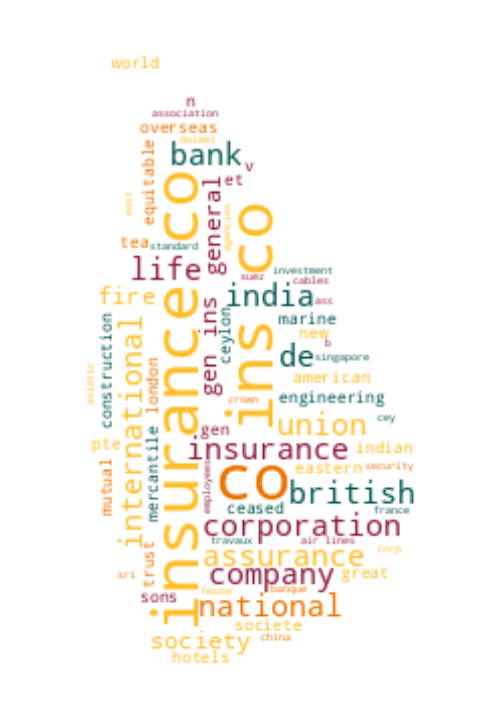 world
n
association
overseas
daimei
bank
v
et
equitable
general
insurance co
ins co
east
agencies
tea
standard
life
suez
investment
cables
fire
india
ass
gen ins
ceylon
marine
new
b
construction
international
london
de
singapore
asiatic
american
crown
engineering
cey
union
gen
pte
mercantile
insurance
indian
eastern
security
mutual
employees
co
british
ceased
france
corporation
travaux
air lines
corp
trust
assurance
sri
company
great
sons
house
banque
national
societe
society
china
hotels